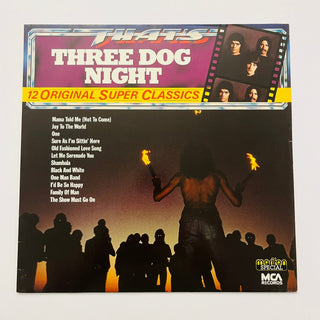 THAT'S
THREE DOG
NIGHT
12 ORIGINAL SUPER CLASSICS
Mama Told Me (Not To Come)
Joy To The World
One
Sure As I'm Sittin' Here
Old Fashioned Love Song
Let Me Serenade You
Shambala
Black And White
One Man Band
I'd Be So Happy
Family Of Man
The Show Must Go On
SPECIAL
MCA
RECORDS